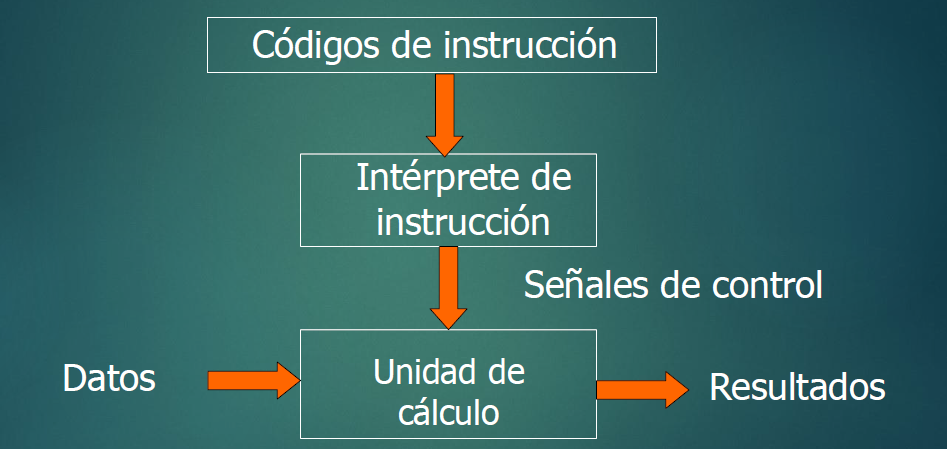 Códigos de instrucción
Intérprete de
instrucción
Señales de control
Datos
Unidad de
cálculo
Resultados